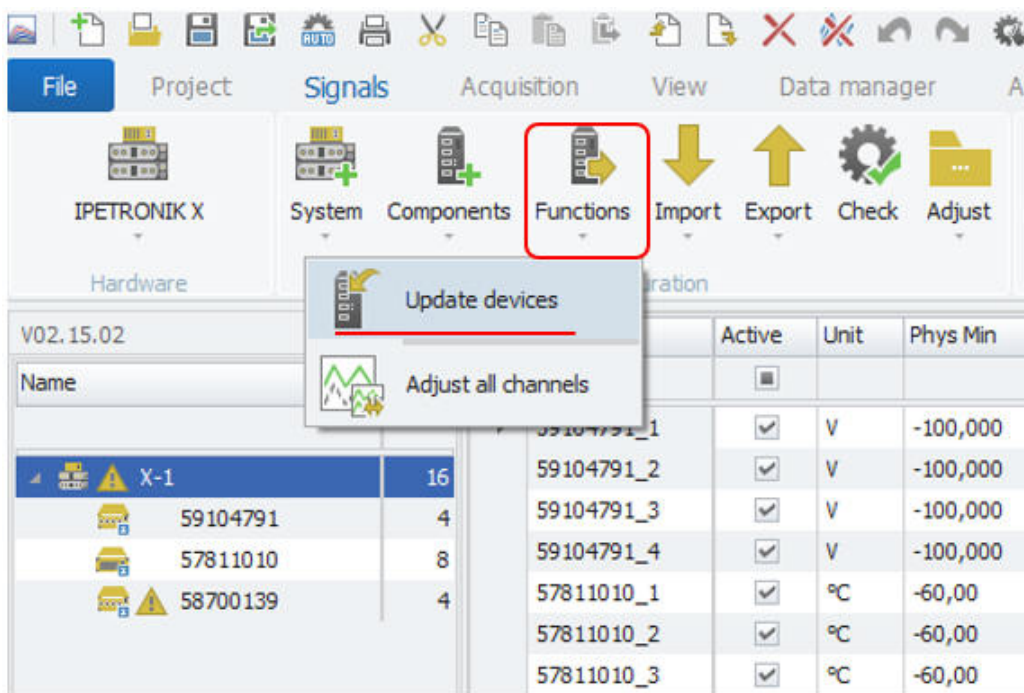 AUTO
File Project Signals Acquisition View Data manager A
IPETRONIK X System Components Functions Import Export Check Adjust
Hardware uration
Update devices
Adjust all channels
V02.15.02 Active Unit Phys Min
Name
59104791_1 V -100,000
59104791_2 V -100,000
X-1 16
59104791_3 V -100,000
59104791 4
59104791_4 V -100,000
57811010 8
57811010_1 °C -60,00
58700139 4
57811010_2 °C -60,00
57811010_3 °C -60,00